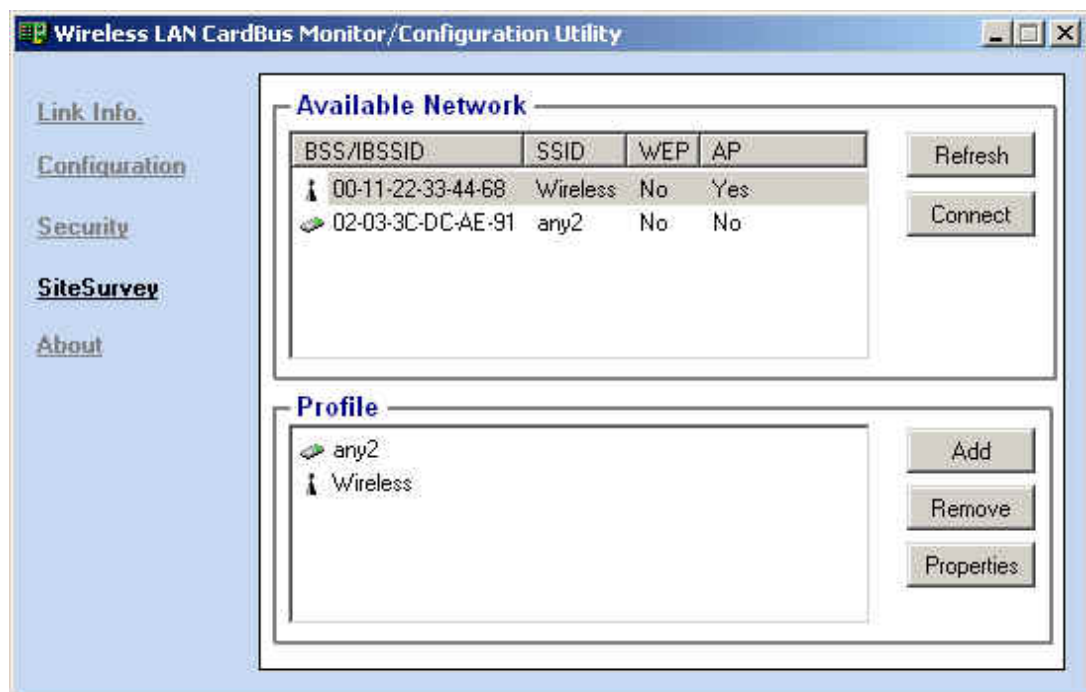 Wireless LAN CardBus Monitor/Configuration Utility
Link Info.
Configuration
Security
SiteSurvey
About
Available Network
BSS/IBSSID SSID WEP AP
00-11-22-33-44-68 Wireless No Yes
02-03-3C-DC-AE-91 any2 No No
Refresh
Connect
Profile
any2
Wireless
Add
Remove
Properties